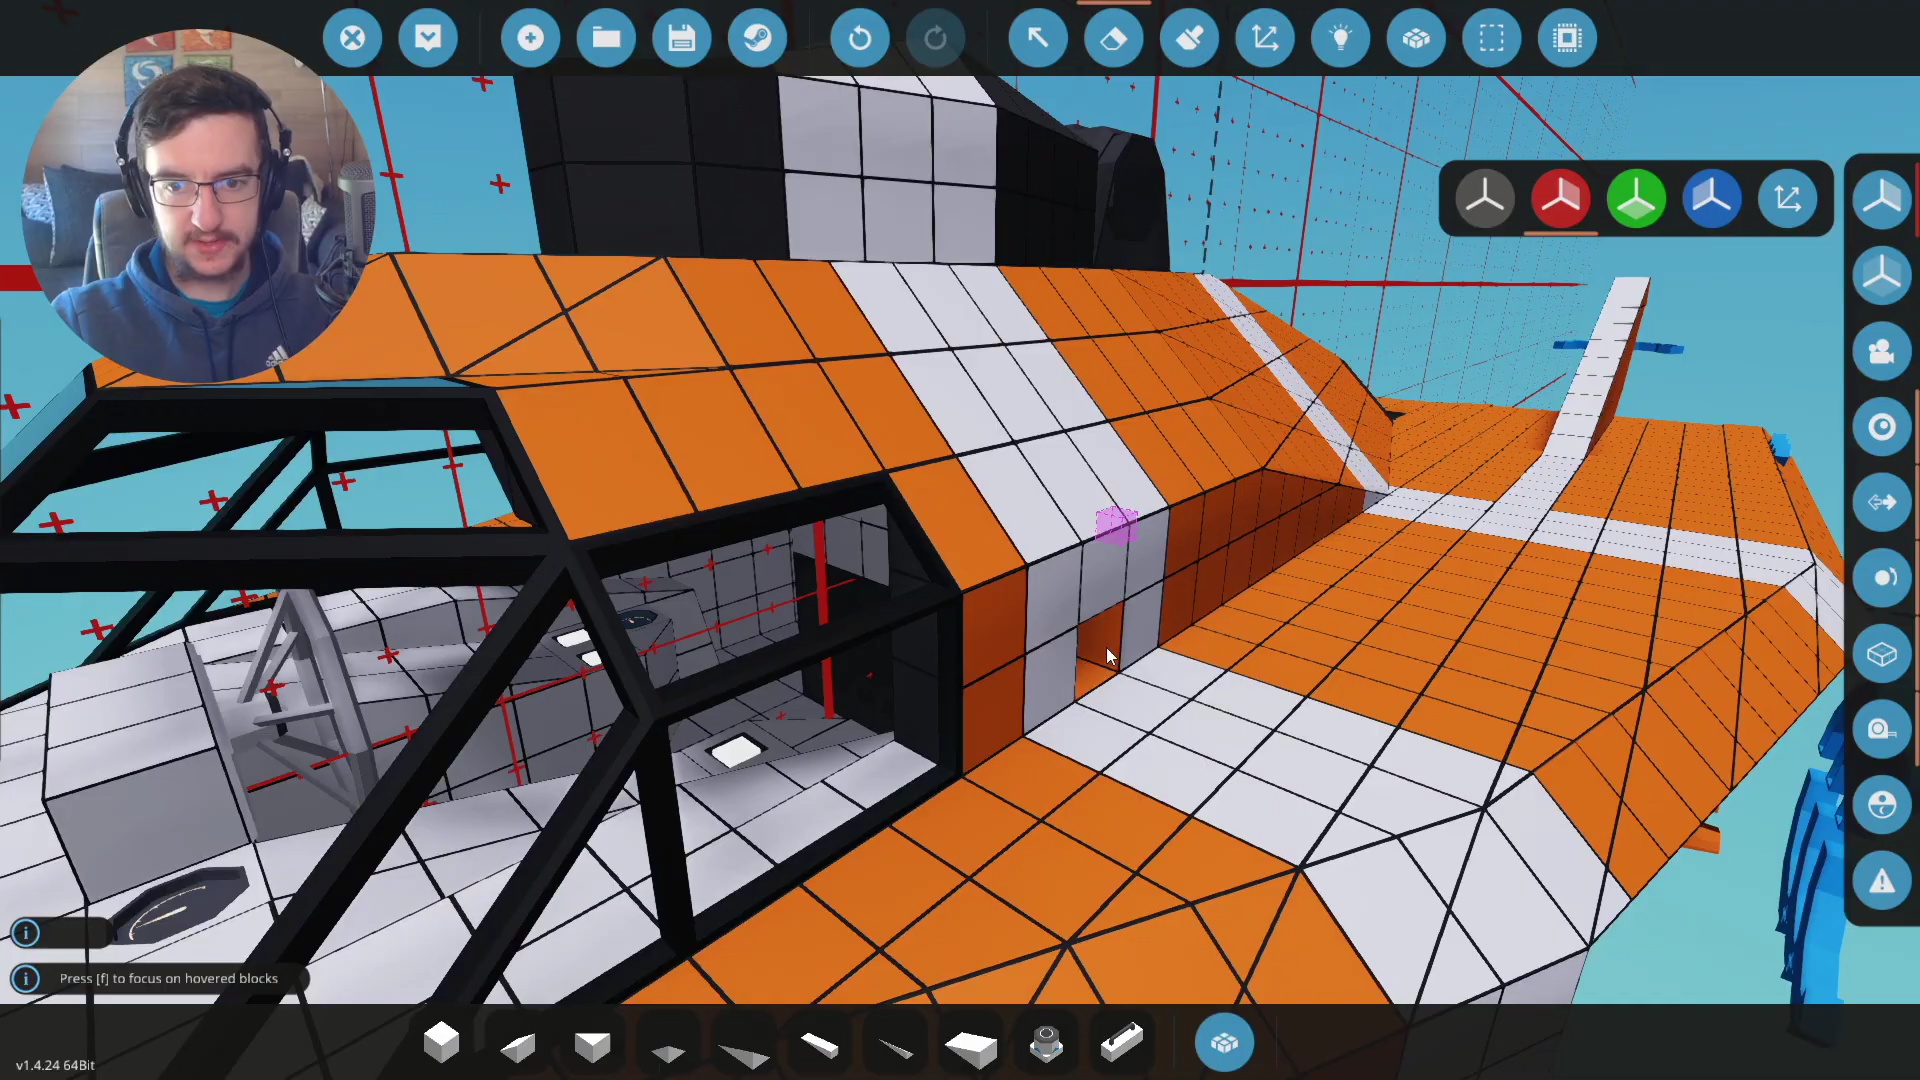 Press [f] to focus on hovered blocks
v1.4.24 64Bit